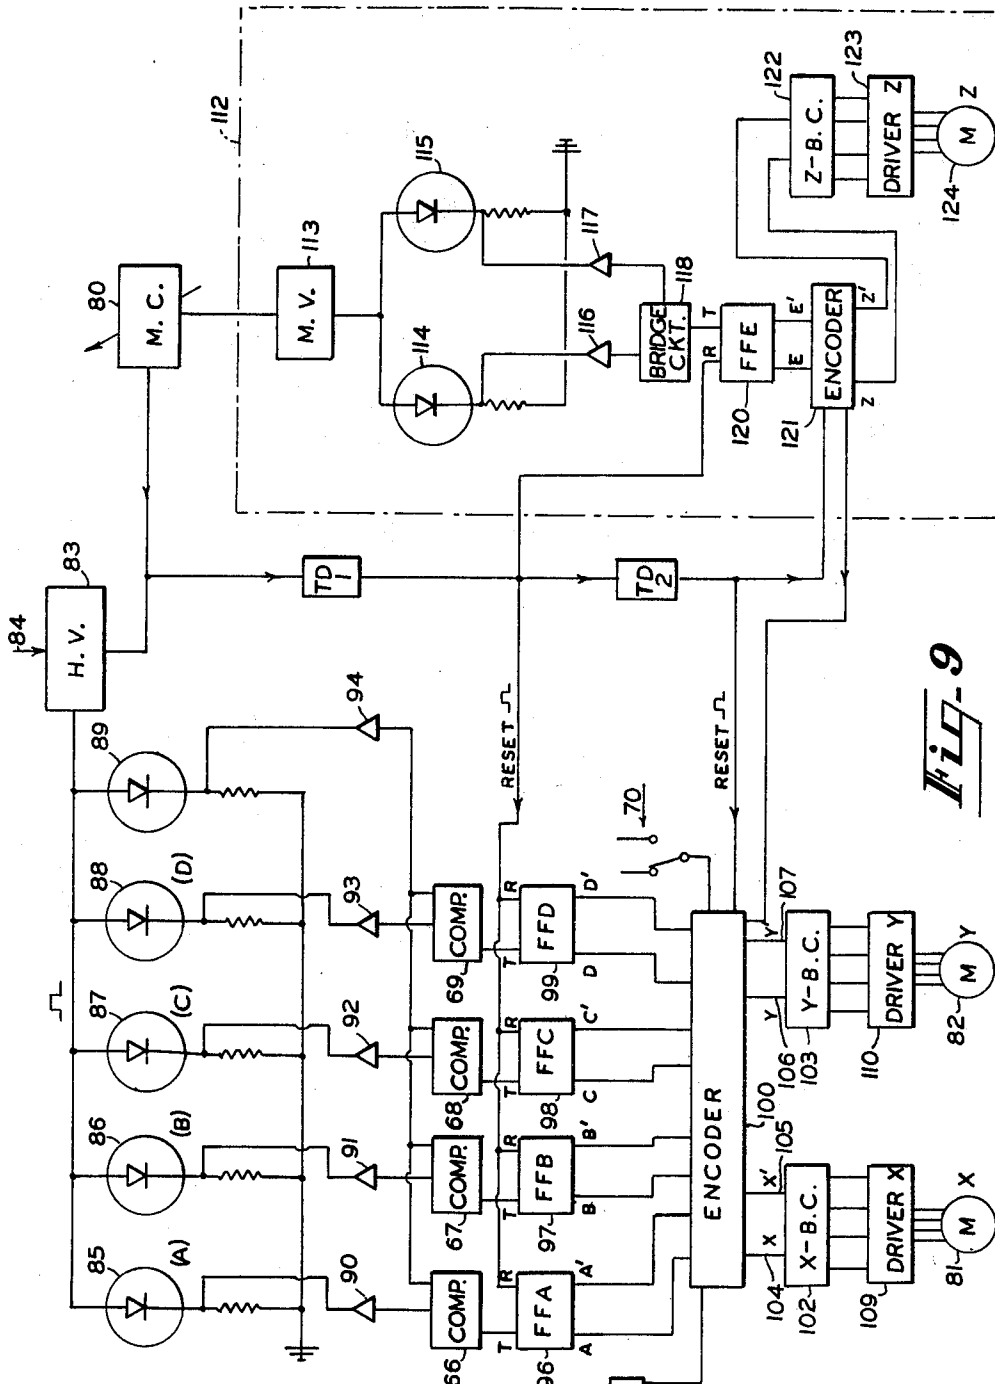 112
122
123
Z-B.C.
DRIVER Z
M
Z
124
115
117
118
BRIDGE
CKT.
T
R
FFE
120
E
E'
ENCODER
121
Z
Z'
113
M. V.
114
116
80
M. C.
83
84
H. V.
TD
1
TD
2
RESET
RESET
Fig-9
89
94
88
(D)
93
87
(C)
92
86
(B)
91
85
(A)
90
COMP.
69
COMP.
68
COMP.
67
COMP.
66
T
R
FFD
99
D
D'
T
R
FFC
98
C
C'
T
R
FFB
97
B
B'
T
R
FFA
96
A
A'
70
ENCODER
100
107
Y'
Y
106
Y-B.C.
103
DRIVER Y
110
M
Y
82
105
X'
X
104
X-B.C.
102
DRIVER X
109
M
X
81